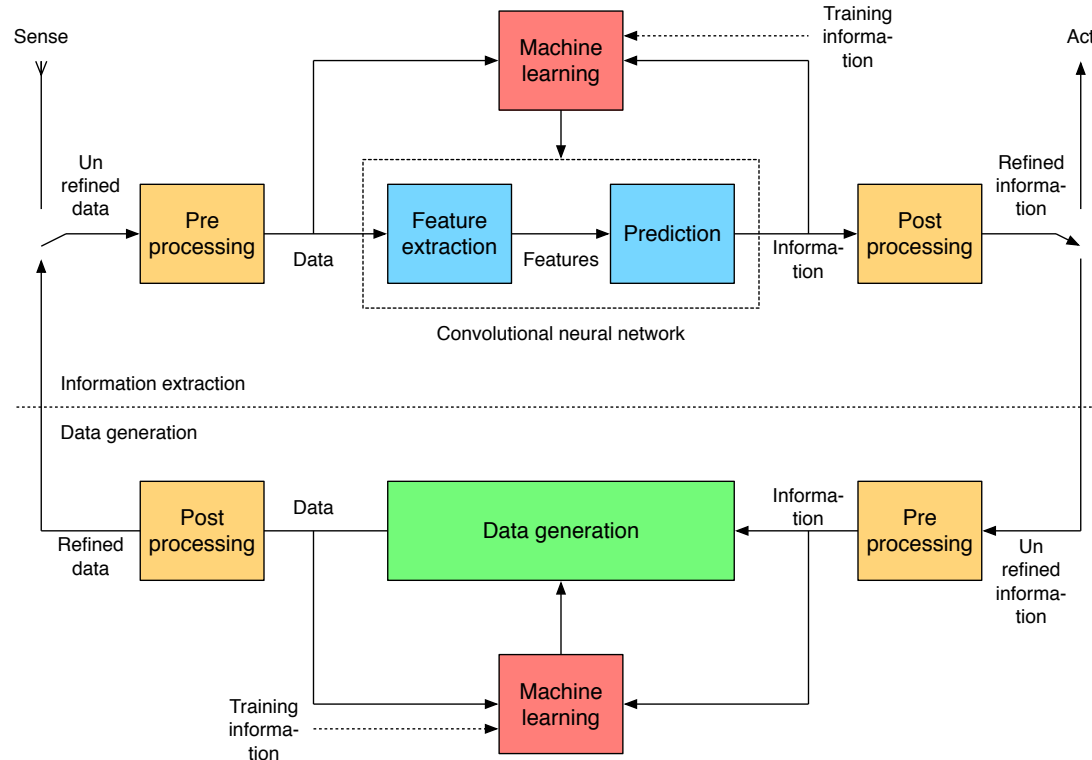 Sense
Machine
learning
Training
informa-
tion
Act
Un
refined
data
Pre
processing
Data
Feature
extraction
Features
Prediction
Informa-
tion
Post
processing
Refined
informa-
tion
Convolutional neural network
Information extraction
Data generation
Refined
data
Post
processing
Data
Data generation
Informa-
tion
Pre
processing
Un
refined
informa-
tion
Training
informa-
tion
Machine
learning